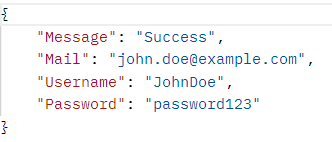 {
    "Message": "Success",
    "Mail": "john.doe@example.com",
    "Username": "JohnDoe",
    "Password": "password123"
}